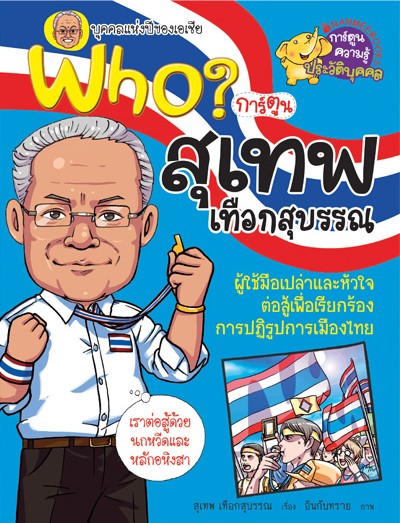 บุคคลแห่งปีของเอเชีย
Who?
การ์ตูน
NANMEEBOOKS
การ์ตูน
ความรู้
ประวัติบุคคล
สุเทพ
เทือกสุบรรณ
ผู้ใช้มือเปล่าและหัวใจ
ต่อสู้เพื่อเรียกร้อง
การปฏิรูปการเมืองไทย
เราต่อสู้ด้วย
นกหวีดและ
หลักอหิงสา
สุเทพ เทือกสุบรรณ เรื่อง อินกับทราย ภาพ